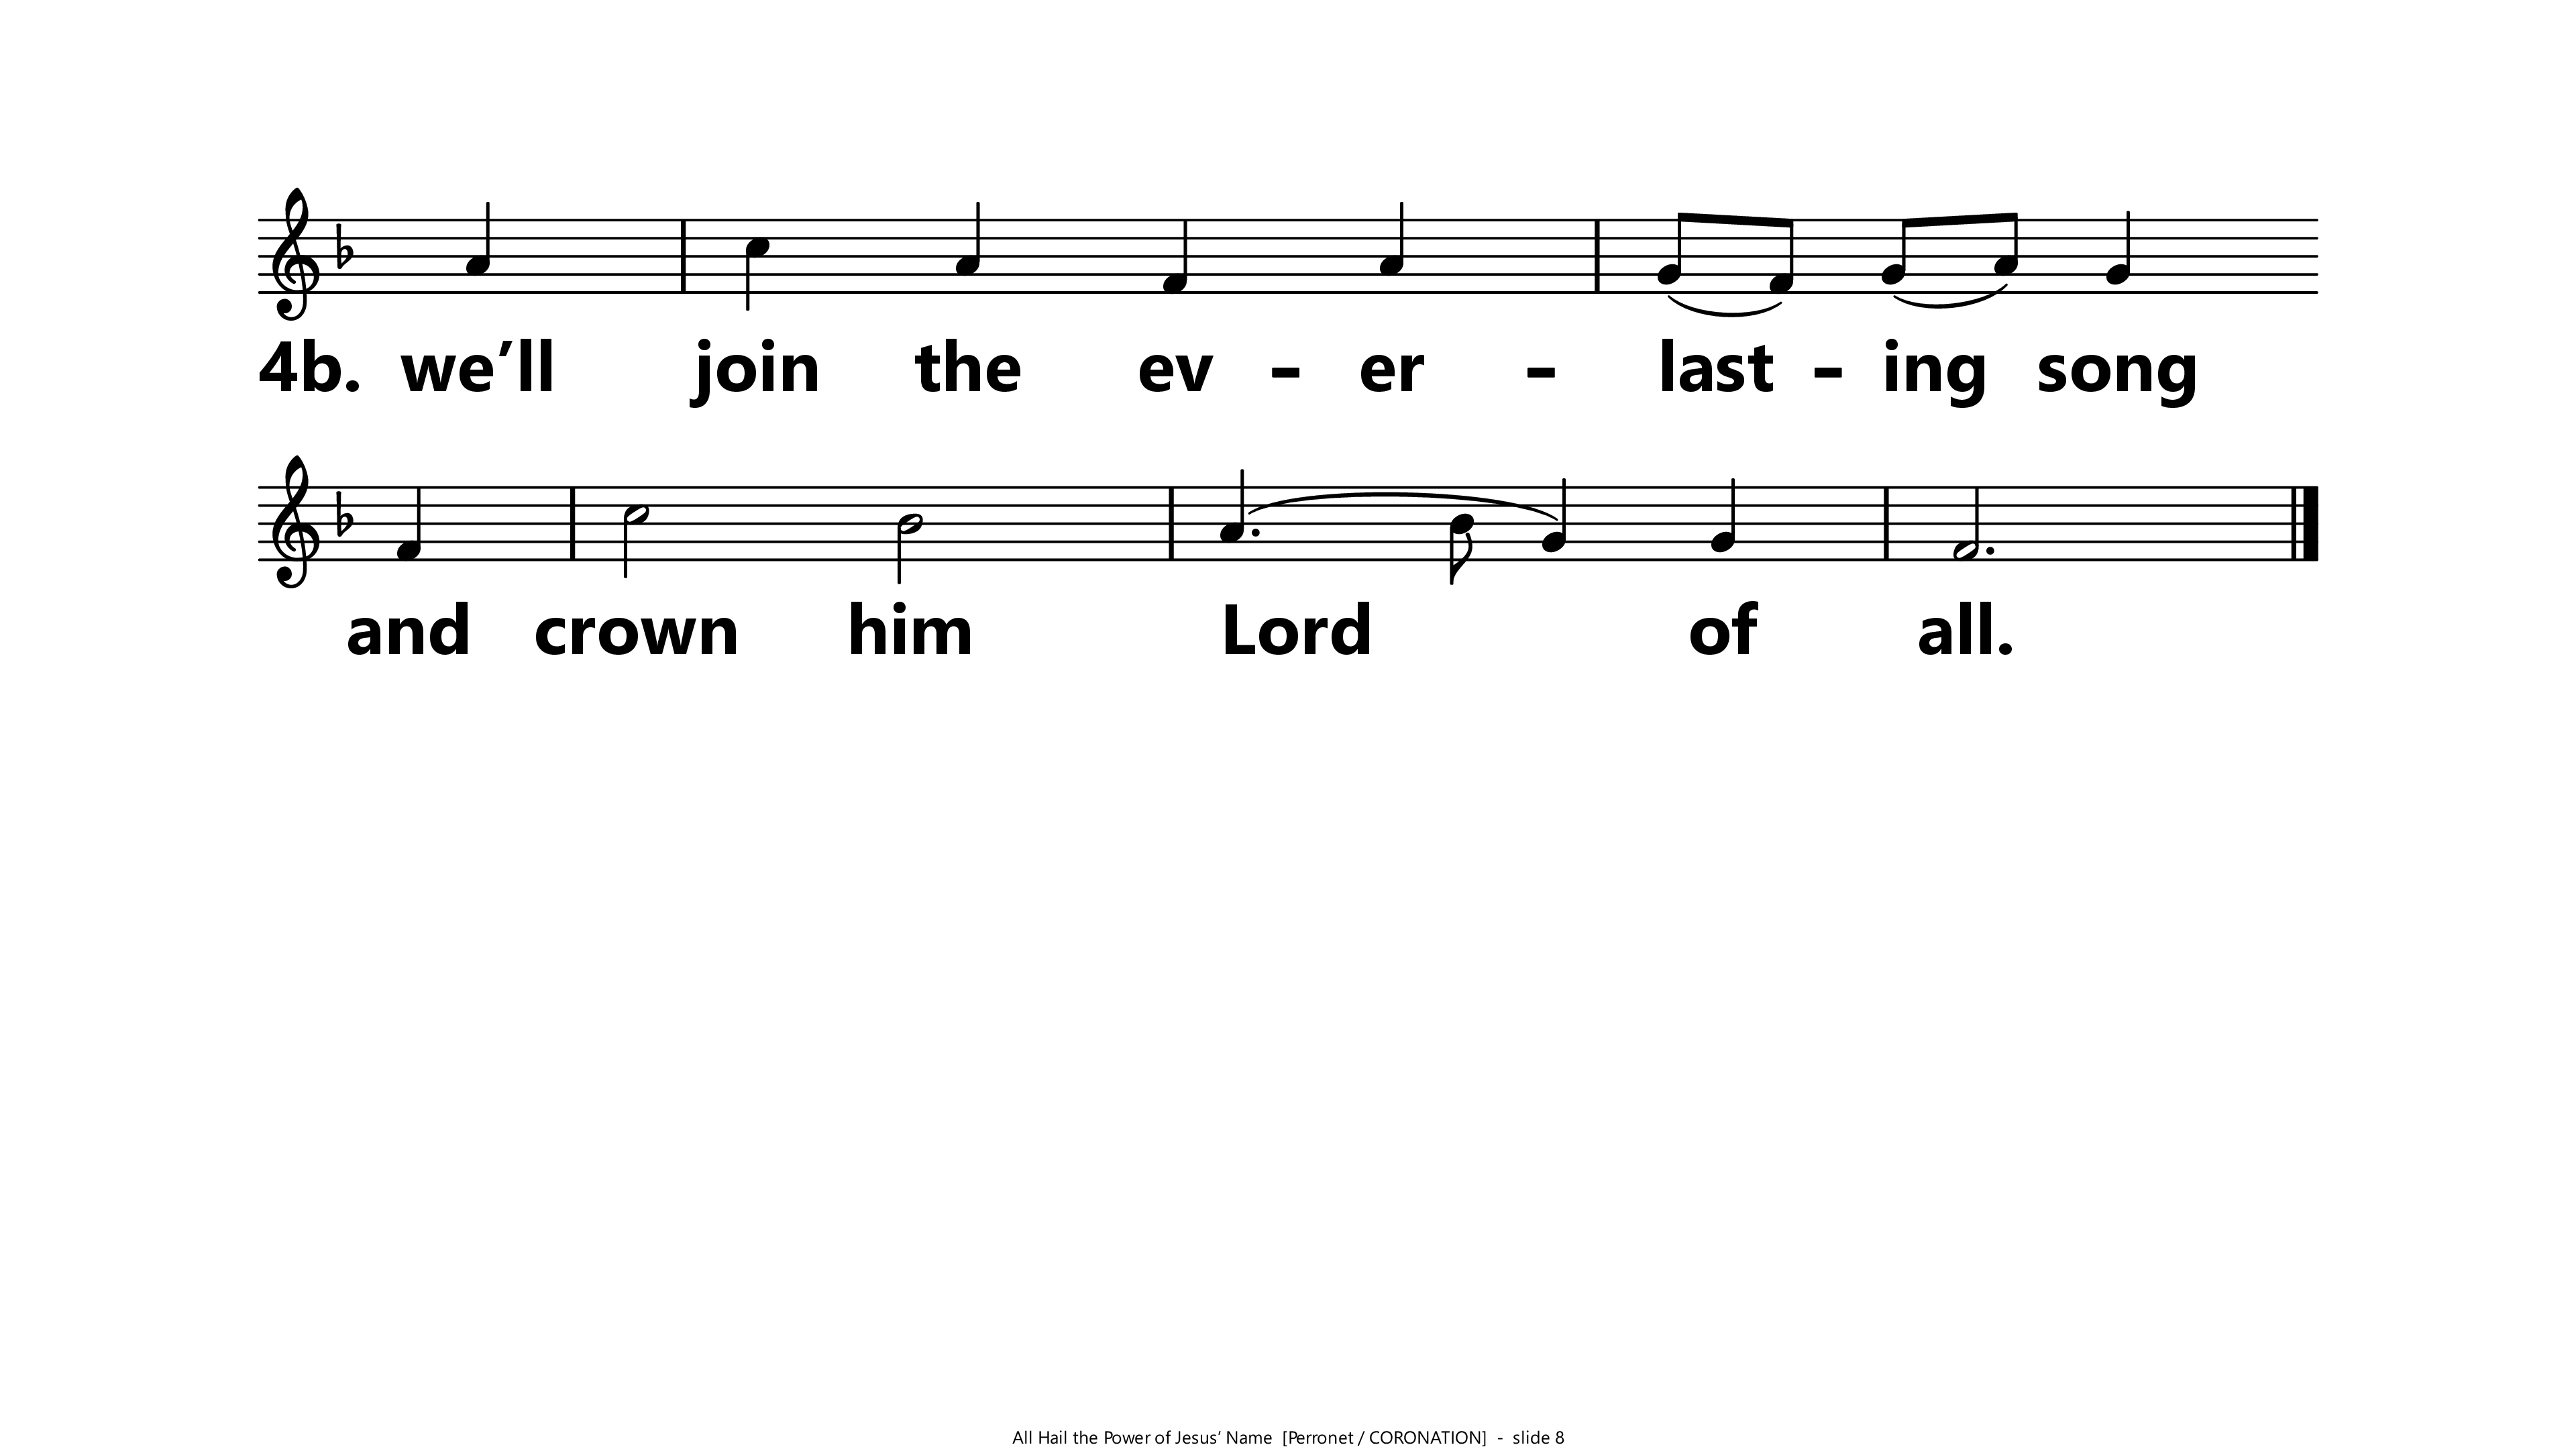 4b. we’ll join the ev - er - last - ing song
and crown him Lord of all.
All Hail the Power of Jesus’ Name [Perronet / CORONATION] - slide 8